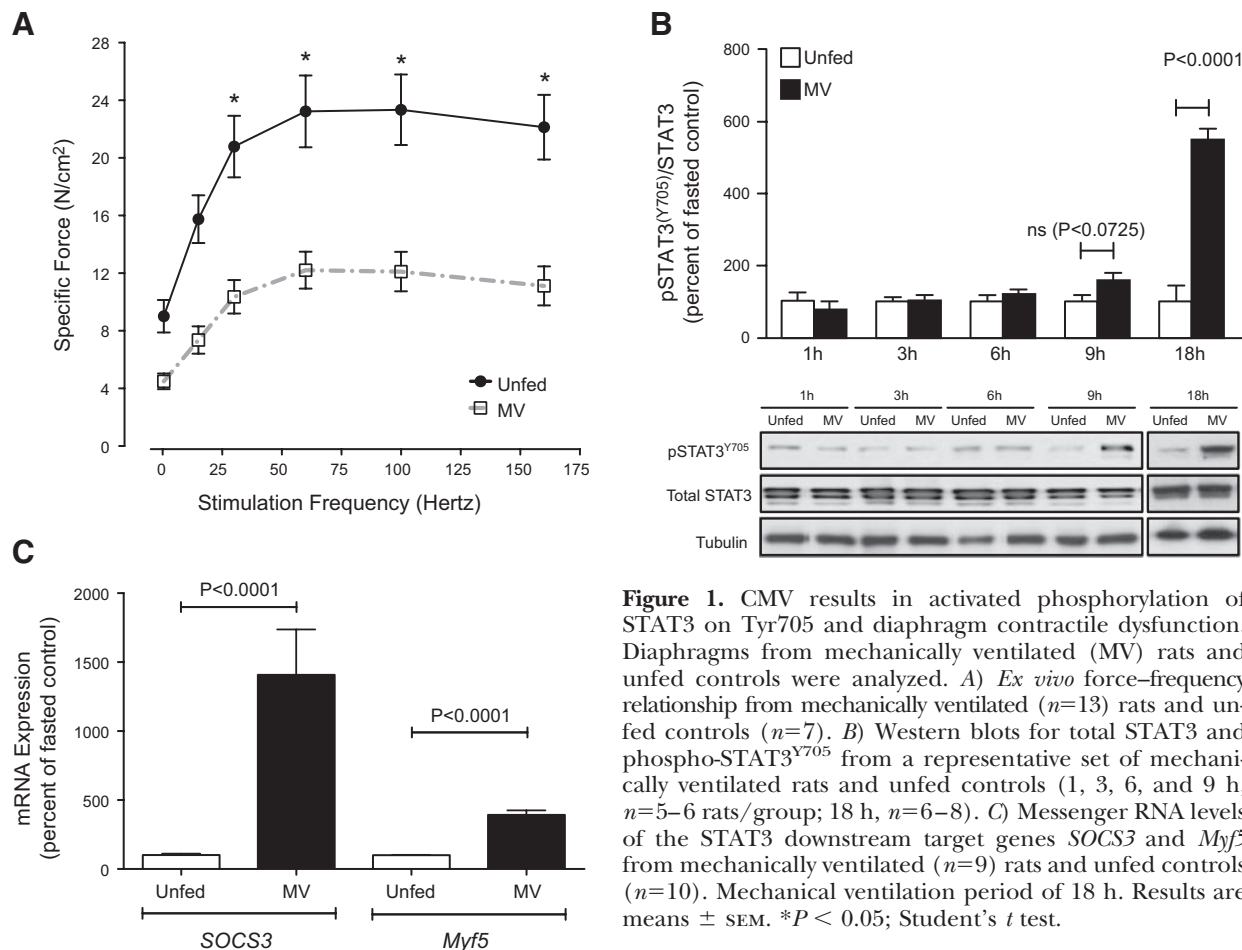 A
28
24
20
16
12
8
4
0
Specific Force (N/cm²)
*
*
*
*
Unfed
MV
0 25 50 75 100 125 150 175
Stimulation Frequency (Hertz)
B
800
600
400
200
0
pSTAT3(Y705)/STAT3
(percent of fasted control)
Unfed
MV
P<0.0001
ns (P<0.0725)
1h 3h 6h 9h 18h
1h 3h 6h 9h 18h
Unfed MV Unfed MV Unfed MV Unfed MV Unfed MV
pSTAT3Y705
Total STAT3
Tubulin
C
2000
1500
1000
500
0
mRNA Expression
(percent of fasted control)
P<0.0001
P<0.0001
Unfed MV Unfed MV
SOCS3 Myf5
Figure 1. CMV results in activated phosphorylation of
STAT3 on Tyr705 and diaphragm contractile dysfunction.
Diaphragms from mechanically ventilated (MV) rats and
unfed controls were analyzed. A) Ex vivo force–frequency
relationship from mechanically ventilated (n=13) rats and un-
fed controls (n=7). B) Western blots for total STAT3 and
phospho-STAT3Y705 from a representative set of mechani-
cally ventilated rats and unfed controls (1, 3, 6, and 9 h,
n=5–6 rats/group; 18 h, n=6–8). C) Messenger RNA levels
of the STAT3 downstream target genes SOCS3 and Myf5
from mechanically ventilated (n=9) rats and unfed controls
(n=10). Mechanical ventilation period of 18 h. Results are
means ± SEM. *P < 0.05; Student's t test.